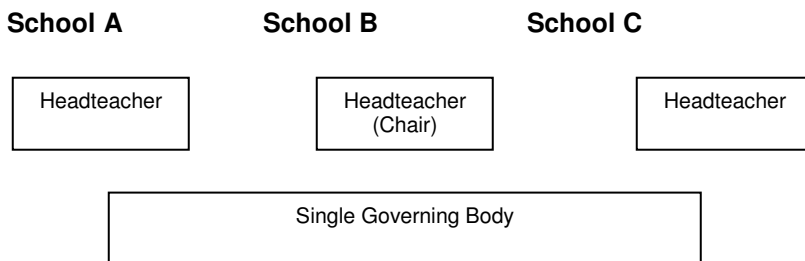 School A School B School C
Headteacher Headteacher Headteacher
(Chair)
Single Governing Body